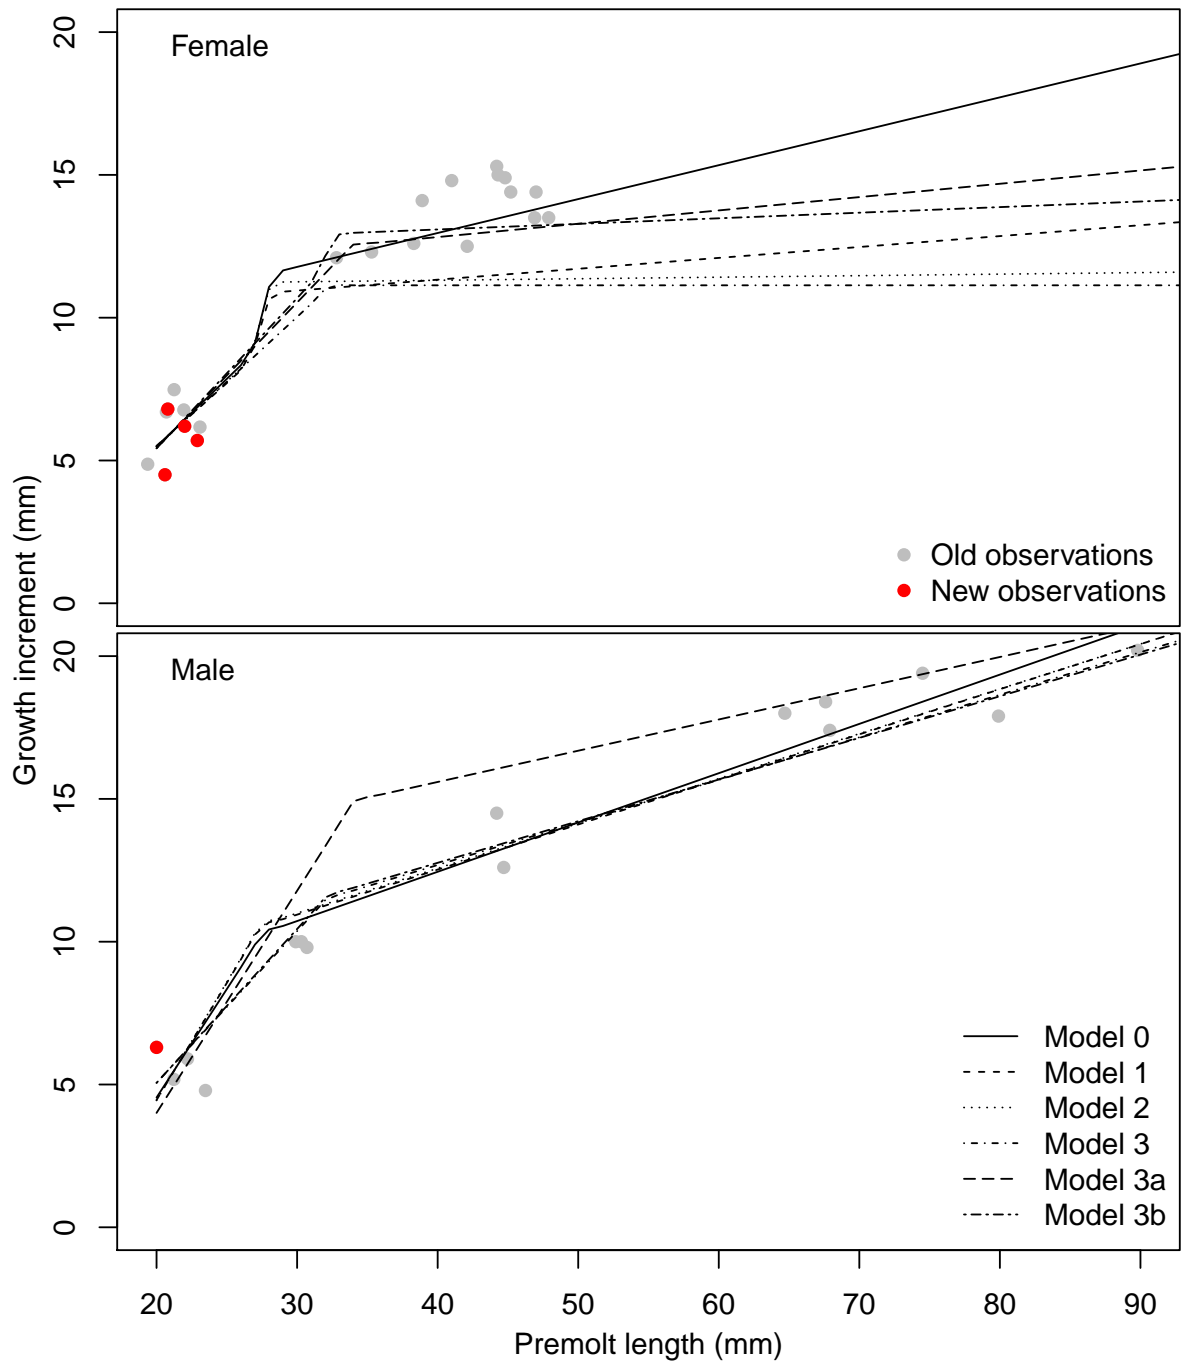 Female
20
15
10
5
0
Growth increment (mm)
Old observations
New observations
Male
20
15
10
5
0
Model 0
Model 1
Model 2
Model 3
Model 3a
Model 3b
20 30 40 50 60 70 80 90
Premolt length (mm)